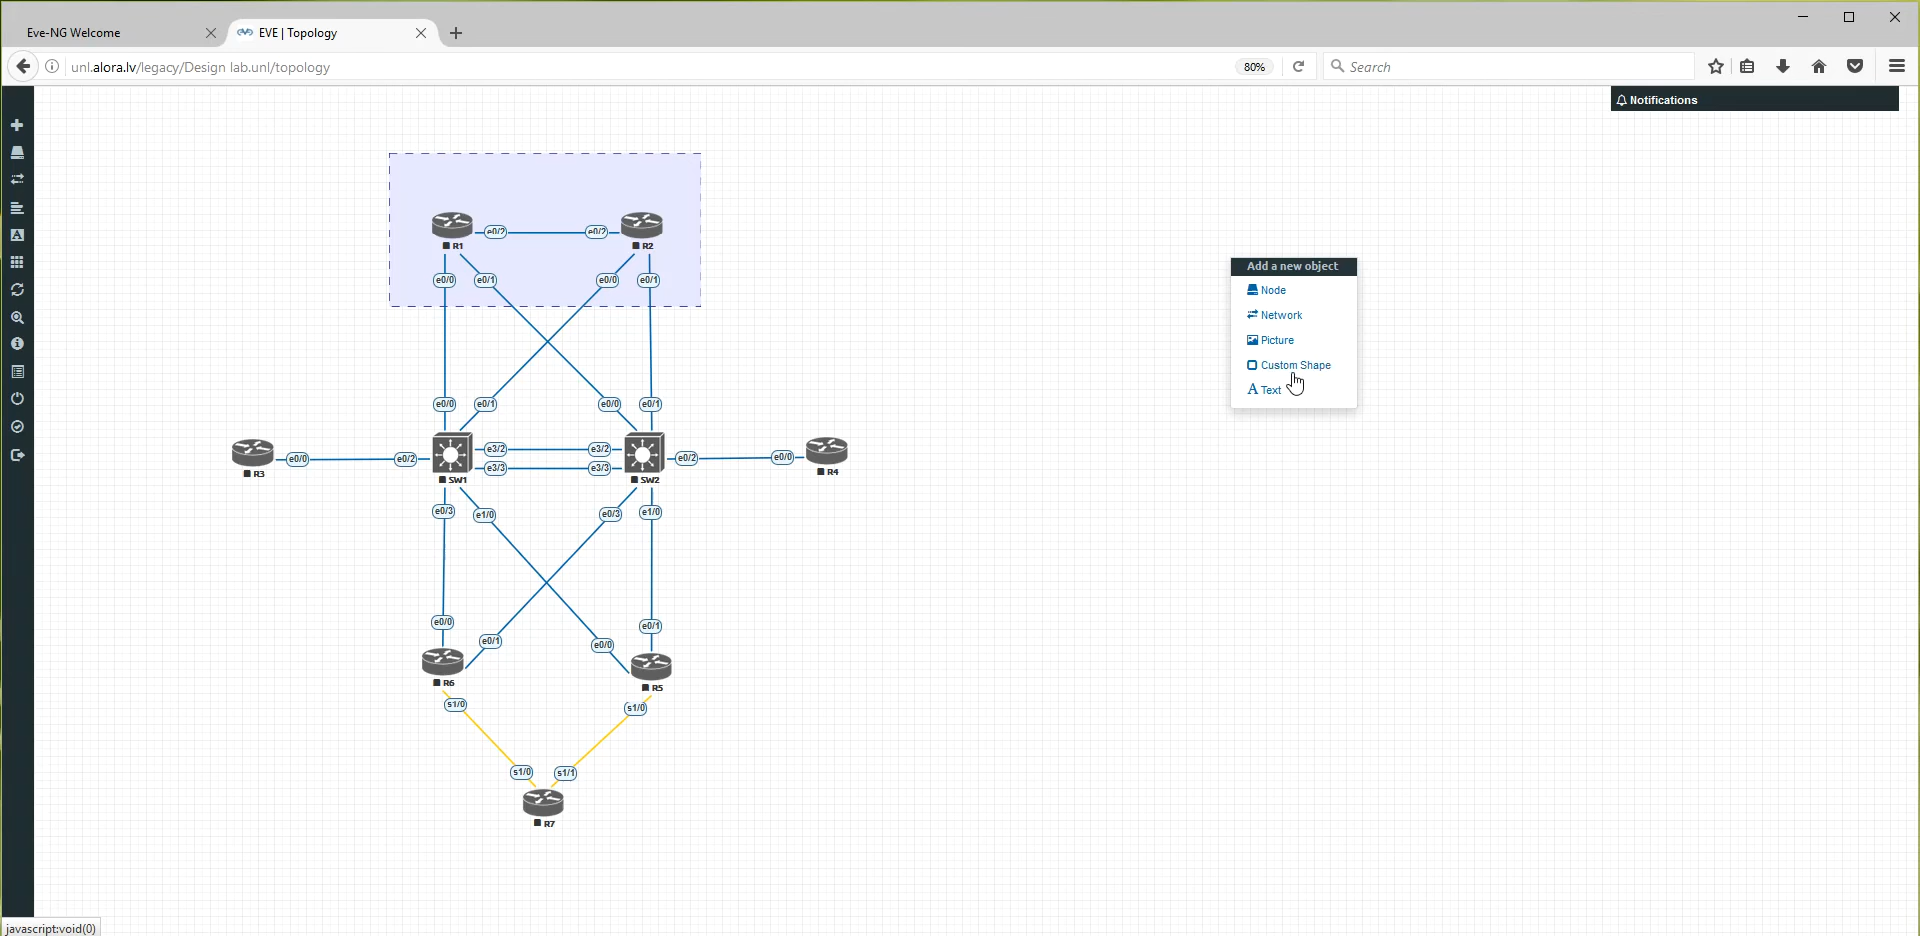 Eve-NG Welcome
EVE | Topology
unl.alora.lv/legacy/Design lab.unl/topology
80%
Search
Notifications
R1
e0/2
e0/2
R2
e0/0
e0/1
e0/0
e0/1
Add a new object
Node
Network
Picture
Custom Shape
Text
e0/0
e0/1
e0/0
e0/1
R3
e0/0
e0/2
e3/2
e3/2
e3/3
e3/3
SW1
SW2
e0/2
e0/0
R4
e0/3
e1/0
e0/3
e1/0
e0/0
e0/1
e0/0
e0/1
R6
R5
s1/0
s1/0
s1/0
s1/1
R7
javascript:void(0)